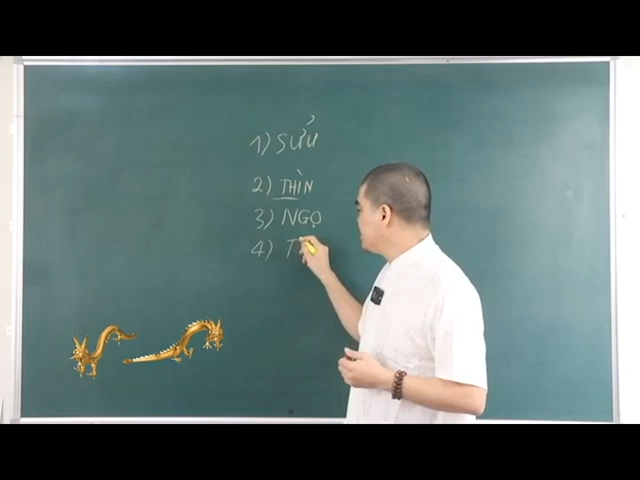 1) SỬU
2) THÌN
3) NGỌ
4) T